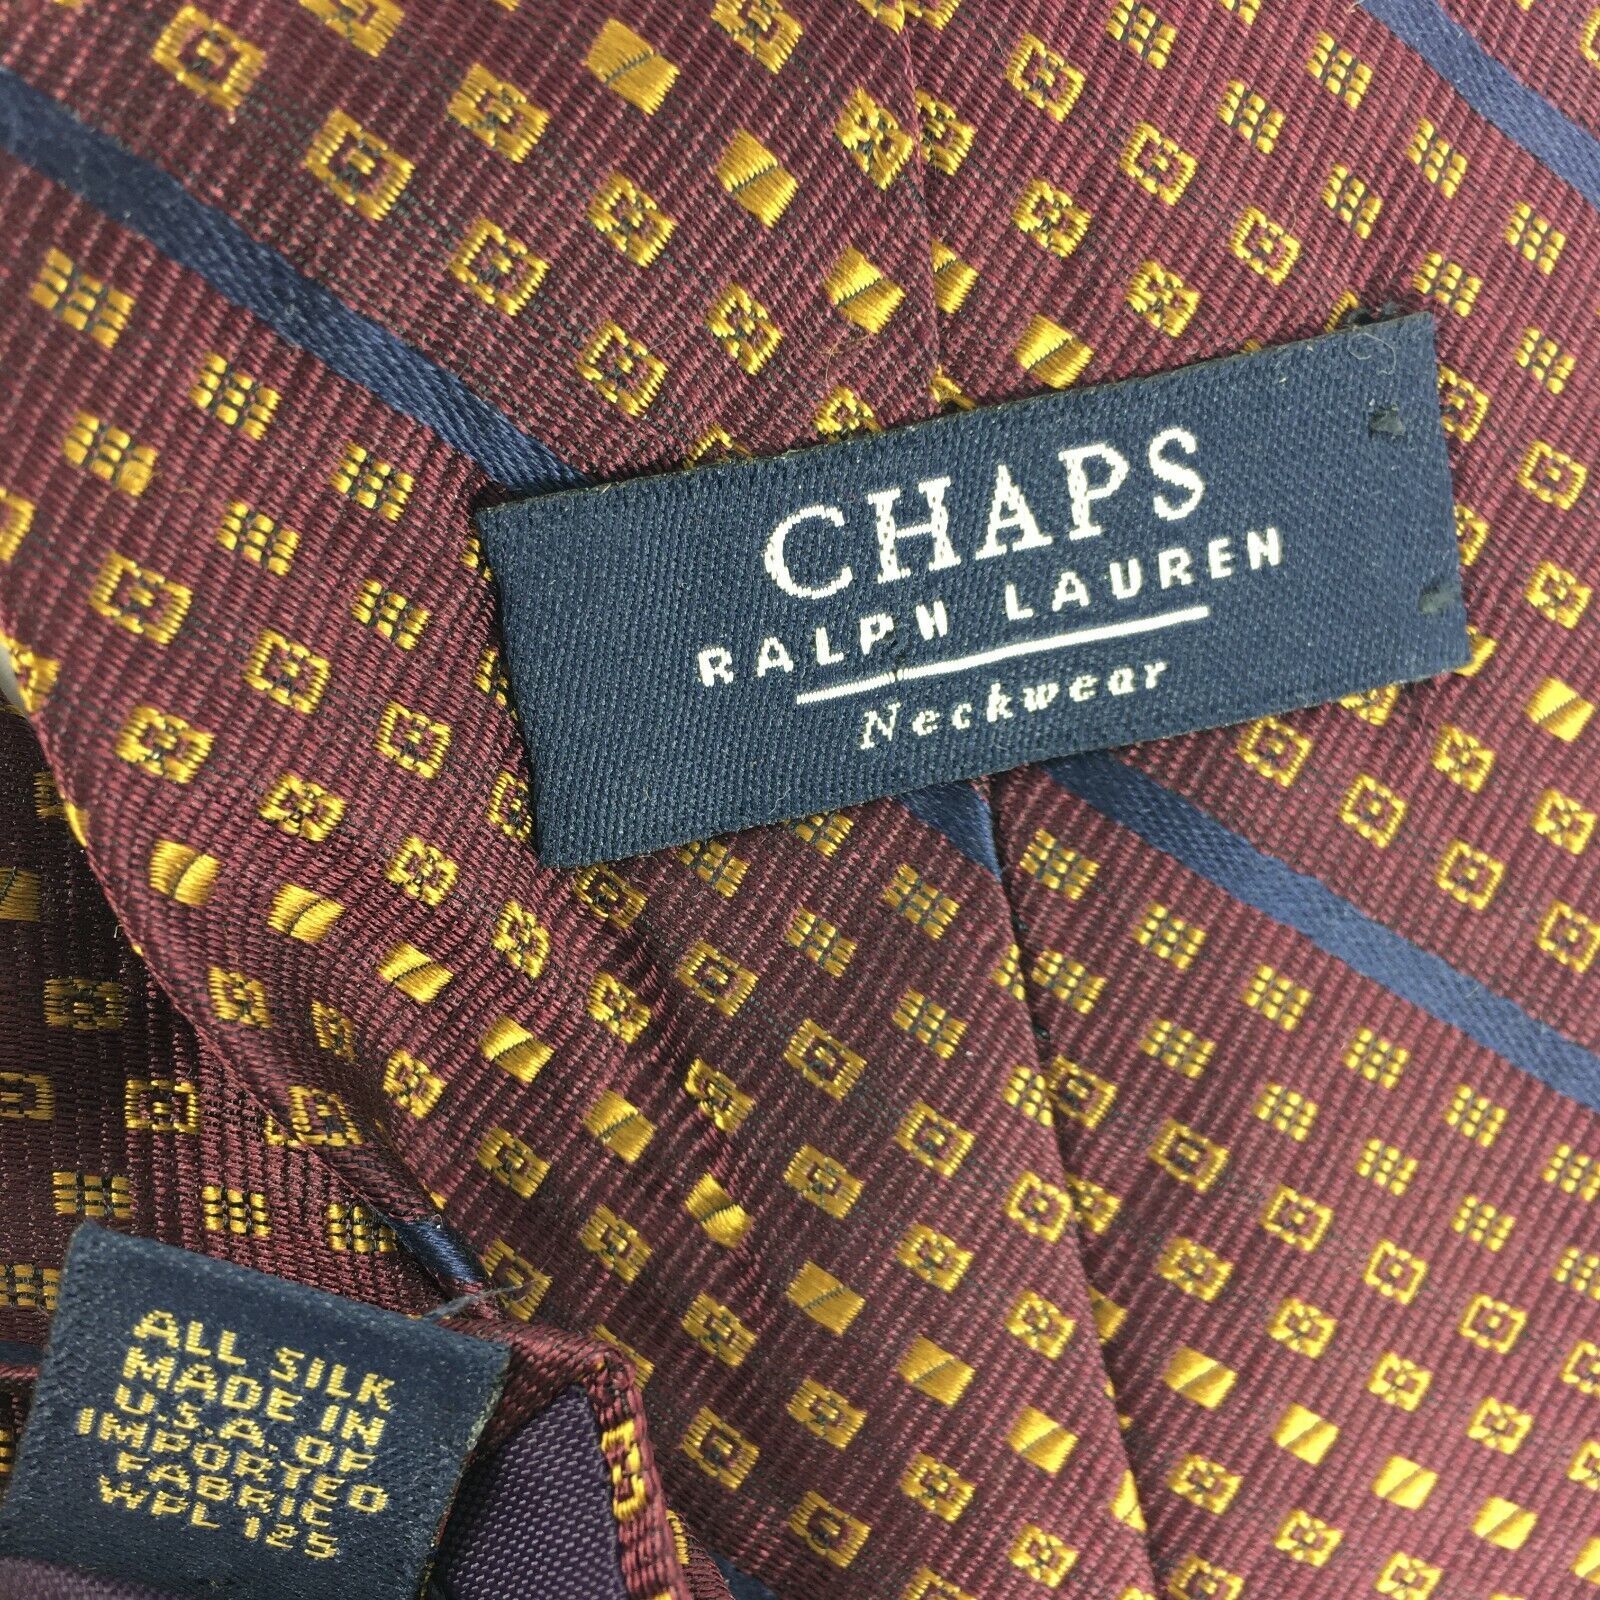 CHAPS
RALPH LAUREN
Neckwear
ALL SILK
MADE IN
U.S.A. OF
IMPORTED
FABRIC
WPL 125